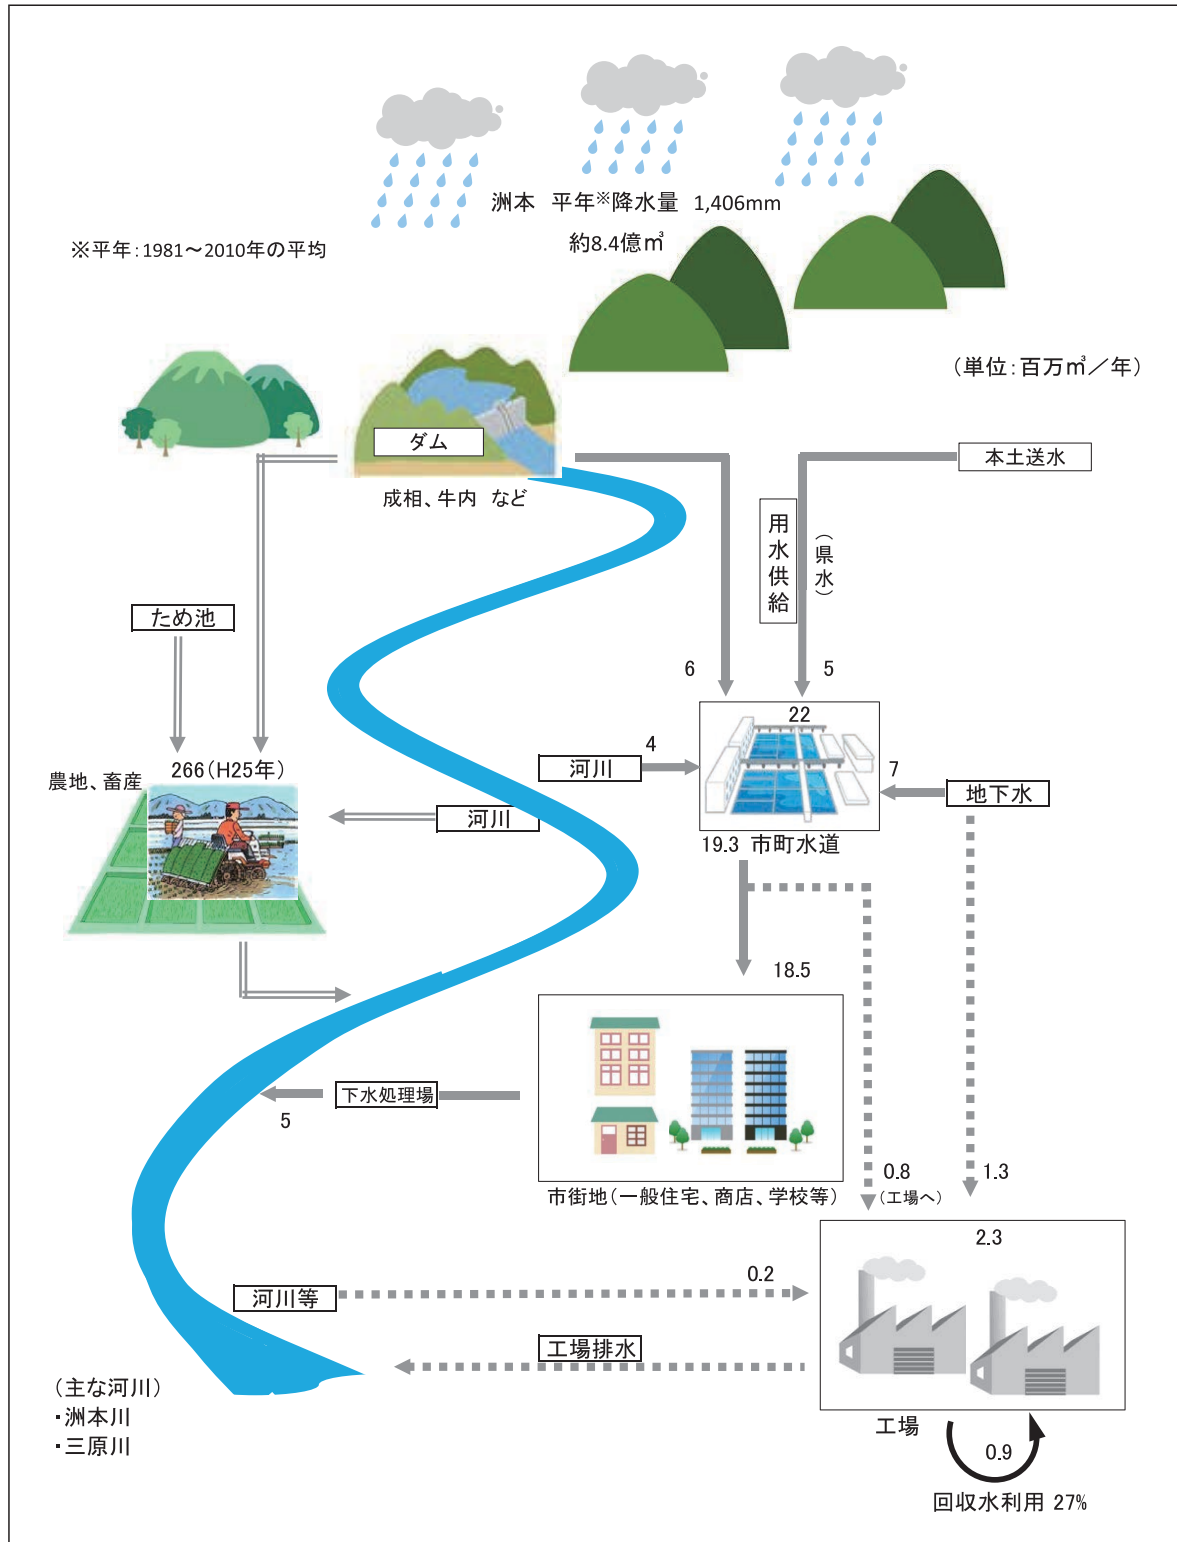 洲本 平年※降水量 1,406mm
約8.4億㎥
※平年：1981～2010年の平均
（単位：百万㎥／年）
ダム
成相、牛内 など
本土送水
用水供給
（県水）
ため池
6
5
22
266（H25年）
農地、畜産
河川
4
7
地下水
河川
19.3 市町水道
18.5
下水処理場
5
市街地（一般住宅、商店、学校等）
0.8
（工場へ）
1.3
2.3
0.2
河川等
工場排水
（主な河川）
・洲本川
・三原川
工場
0.9
回収水利用 27%